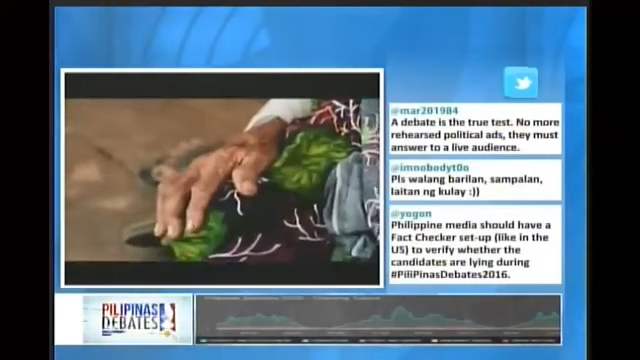 @mar201984
A debate is the true test. No more
rehearsed political ads, they must
answer to a live audience.
@imnobodyt0o
Pls walang barilan, sampalan,
laitan ng kulay :))
@yogon
Philippine media should have a
Fact Checker set-up (like in the
US) to verify whether the
candidates are lying during
#PiliPinasDebates2016.
PILIPINAS
DEBATES